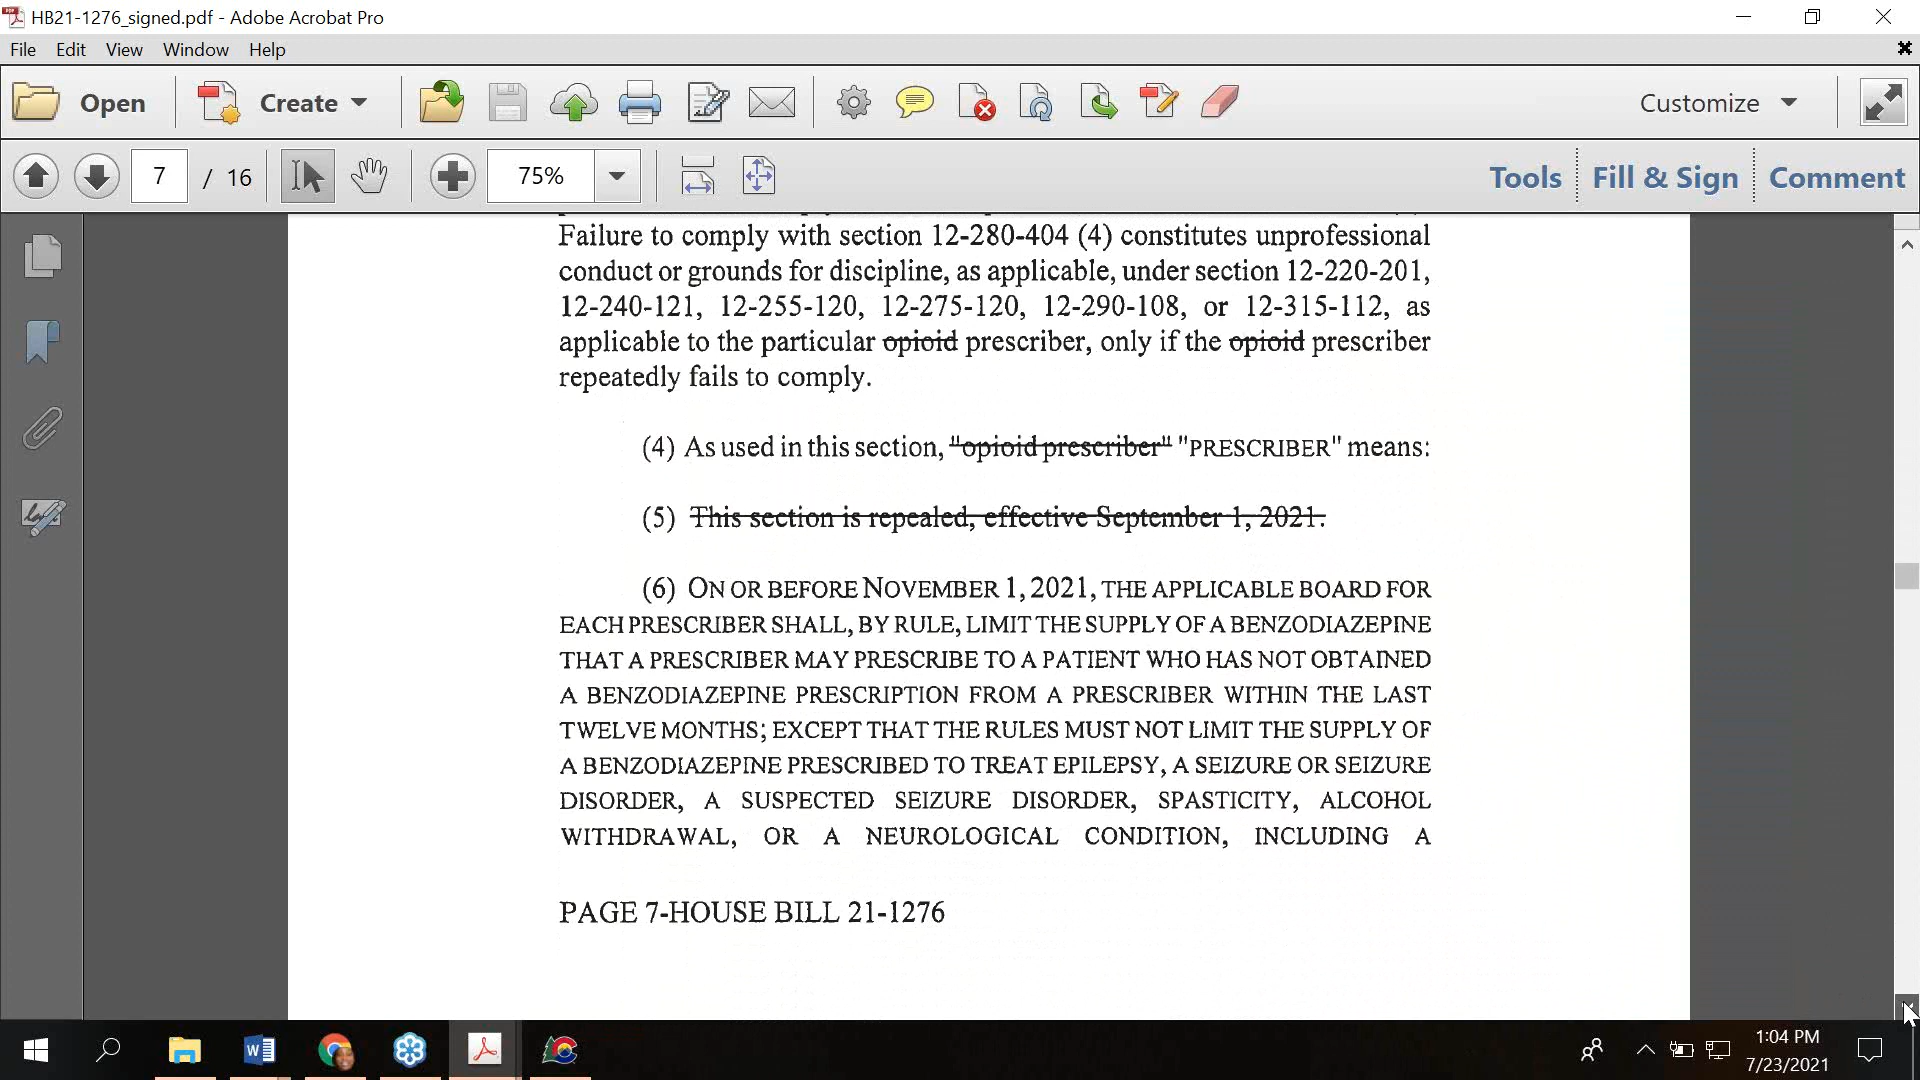 HB21-1276_signed.pdf - Adobe Acrobat Pro
File Edit View Window Help
Open Create Customize
7 / 16 75% Tools Fill & Sign Comment
Failure to comply with section 12-280-404 (4) constitutes unprofessional
conduct or grounds for discipline, as applicable, under section 12-220-201,
12-240-121, 12-255-120, 12-275-120, 12-290-108, or 12-315-112, as
applicable to the particular opioid prescriber, only if the opioid prescriber
repeatedly fails to comply.
(4) As used in this section, "opioid prescriber" "PRESCRIBER" means:
(5) This section is repealed, effective September 1, 2021.
(6) ON OR BEFORE NOVEMBER 1, 2021, THE APPLICABLE BOARD FOR
EACH PRESCRIBER SHALL, BY RULE, LIMIT THE SUPPLY OF A BENZODIAZEPINE
THAT A PRESCRIBER MAY PRESCRIBE TO A PATIENT WHO HAS NOT OBTAINED
A BENZODIAZEPINE PRESCRIPTION FROM A PRESCRIBER WITHIN THE LAST
TWELVE MONTHS; EXCEPT THAT THE RULES MUST NOT LIMIT THE SUPPLY OF
A BENZODIAZEPINE PRESCRIBED TO TREAT EPILEPSY, A SEIZURE OR SEIZURE
DISORDER, A SUSPECTED SEIZURE DISORDER, SPASTICITY, ALCOHOL
WITHDRAWAL, OR A NEUROLOGICAL CONDITION, INCLUDING A
PAGE 7-HOUSE BILL 21-1276
1:04 PM
7/23/2021